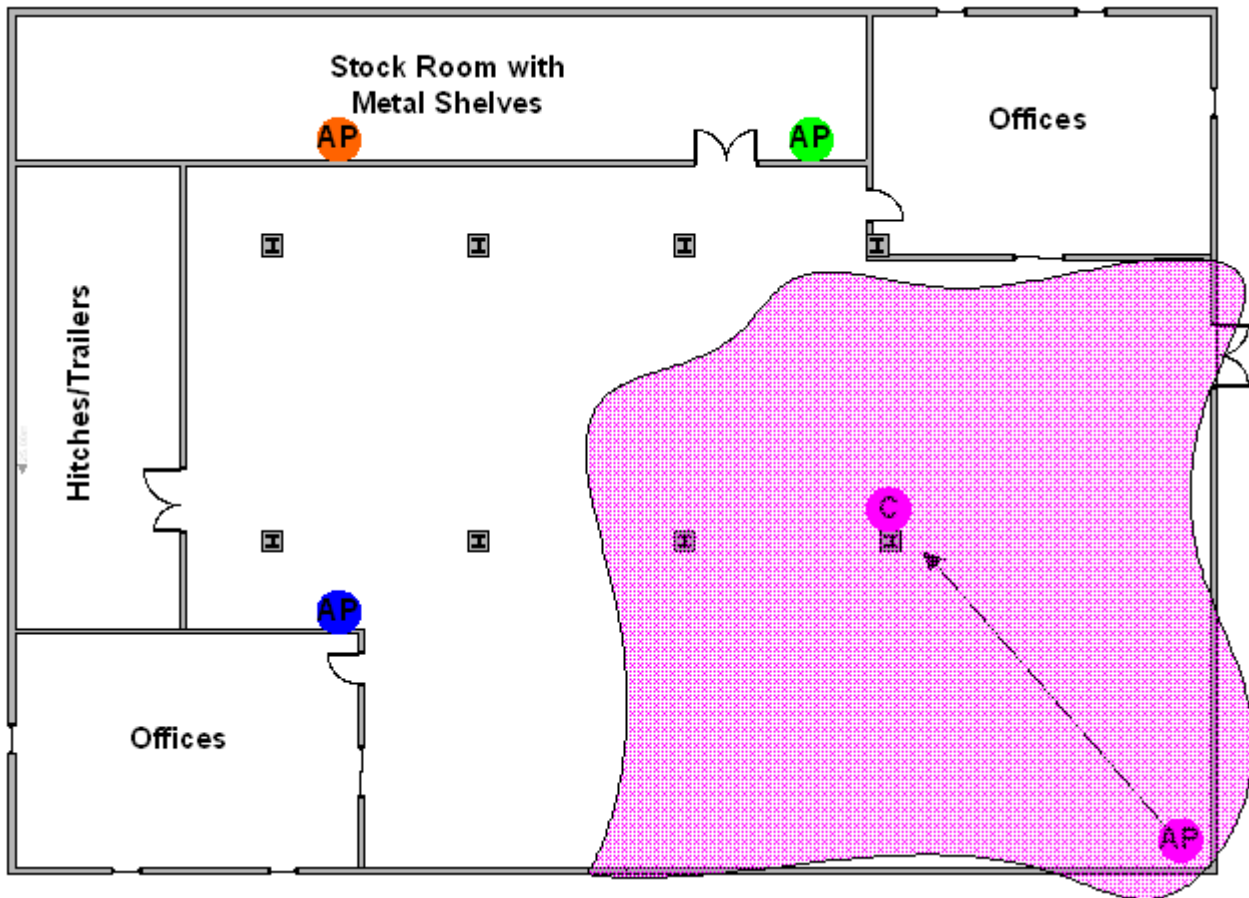 Stock Room with
Metal Shelves
AP
AP
Offices
Hitches/Trailers
C
AP
Offices
AP